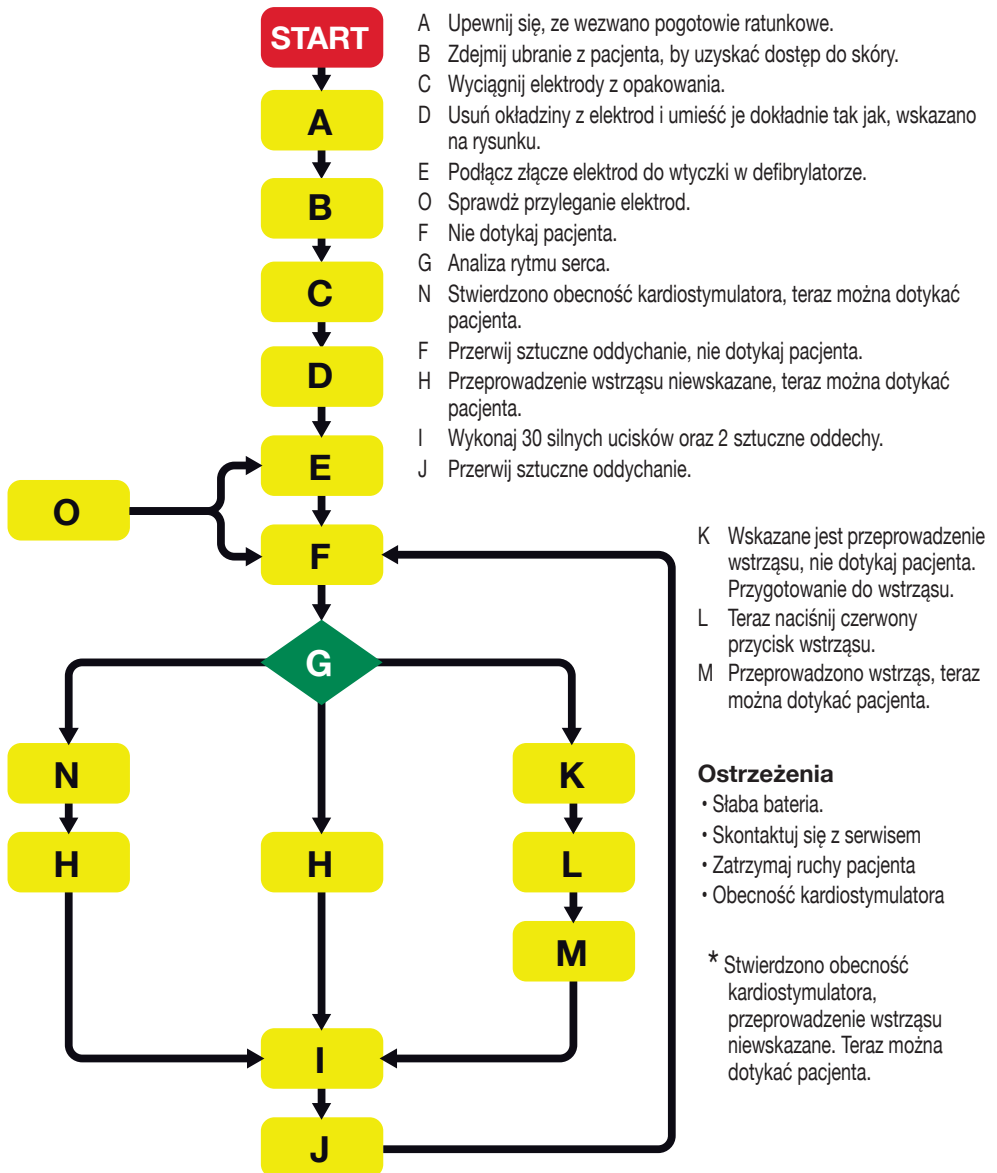 START
A
B
C
D
E
O
F
G
N
K
H
H
L
M
I
J
A Upewnij się, ze wezwano pogotowie ratunkowe.
B Zdejmij ubranie z pacjenta, by uzyskać dostęp do skóry.
C Wyciągnij elektrody z opakowania.
D Usuń okładziny z elektrod i umieść je dokładnie tak jak, wskazano
na rysunku.
E Podłącz złącze elektrod do wtyczki w defibrylatorze.
O Sprawdż przyleganie elektrod.
F Nie dotykaj pacjenta.
G Analiza rytmu serca.
N Stwierdzono obecność kardiostymulatora, teraz można dotykać
pacjenta.
F Przerwij sztuczne oddychanie, nie dotykaj pacjenta.
H Przeprowadzenie wstrząsu niewskazane, teraz można dotykać
pacjenta.
I Wykonaj 30 silnych ucisków oraz 2 sztuczne oddechy.
J Przerwij sztuczne oddychanie.
K Wskazane jest przeprowadzenie
wstrząsu, nie dotykaj pacjenta.
Przygotowanie do wstrząsu.
L Teraz naciśnij czerwony
przycisk wstrząsu.
M Przeprowadzono wstrząs, teraz
można dotykać pacjenta.
Ostrzeżenia
• Słaba bateria.
• Skontaktuj się z serwisem
• Zatrzymaj ruchy pacjenta
• Obecność kardiostymulatora
* Stwierdzono obecność
kardiostymulatora,
przeprowadzenie wstrząsu
niewskazane. Teraz można
dotykać pacjenta.